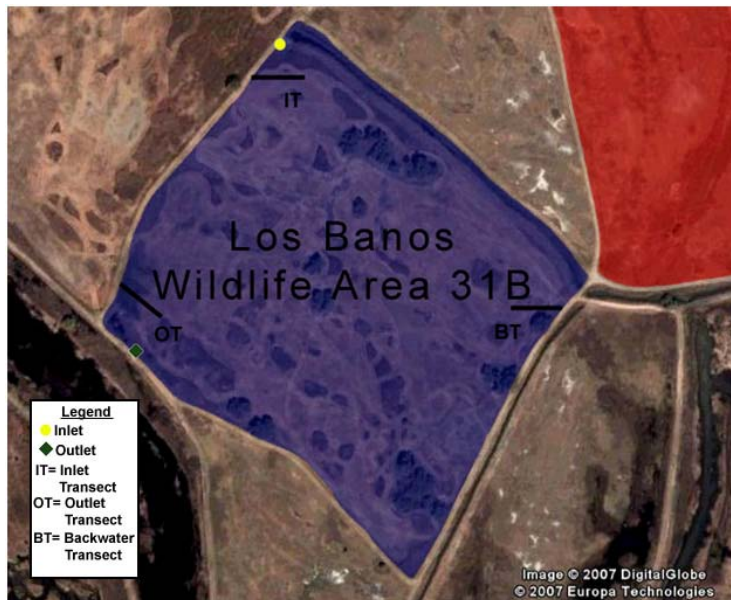 IT
Los Banos
Wildlife Area 31B
OT
BT
Legend
Inlet
Outlet
IT= Inlet
Transect
OT= Outlet
Transect
BT= Backwater
Transect
Image © 2007 DigitalGlobe
© 2007 Europa Technologies